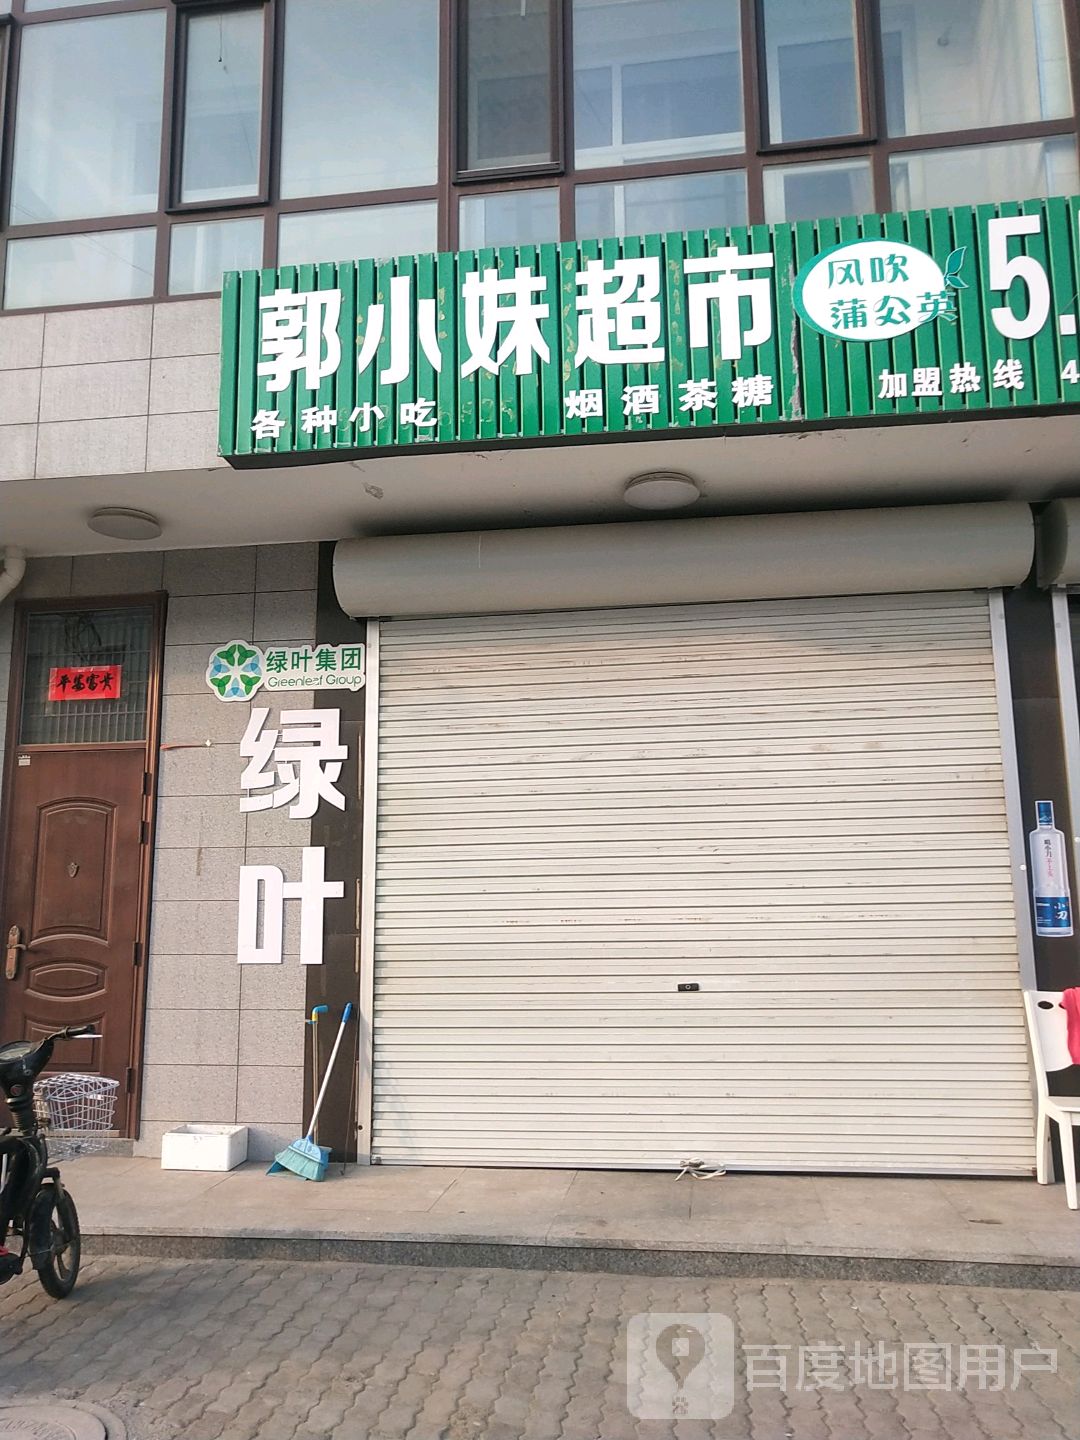 郭小妹超市
各种小吃 烟酒茶糖
风吹
蒲公英
5.
加盟热线 4
平安富贵
绿叶集团
Greenleaf Group
绿叶
小刀
百度地图用户